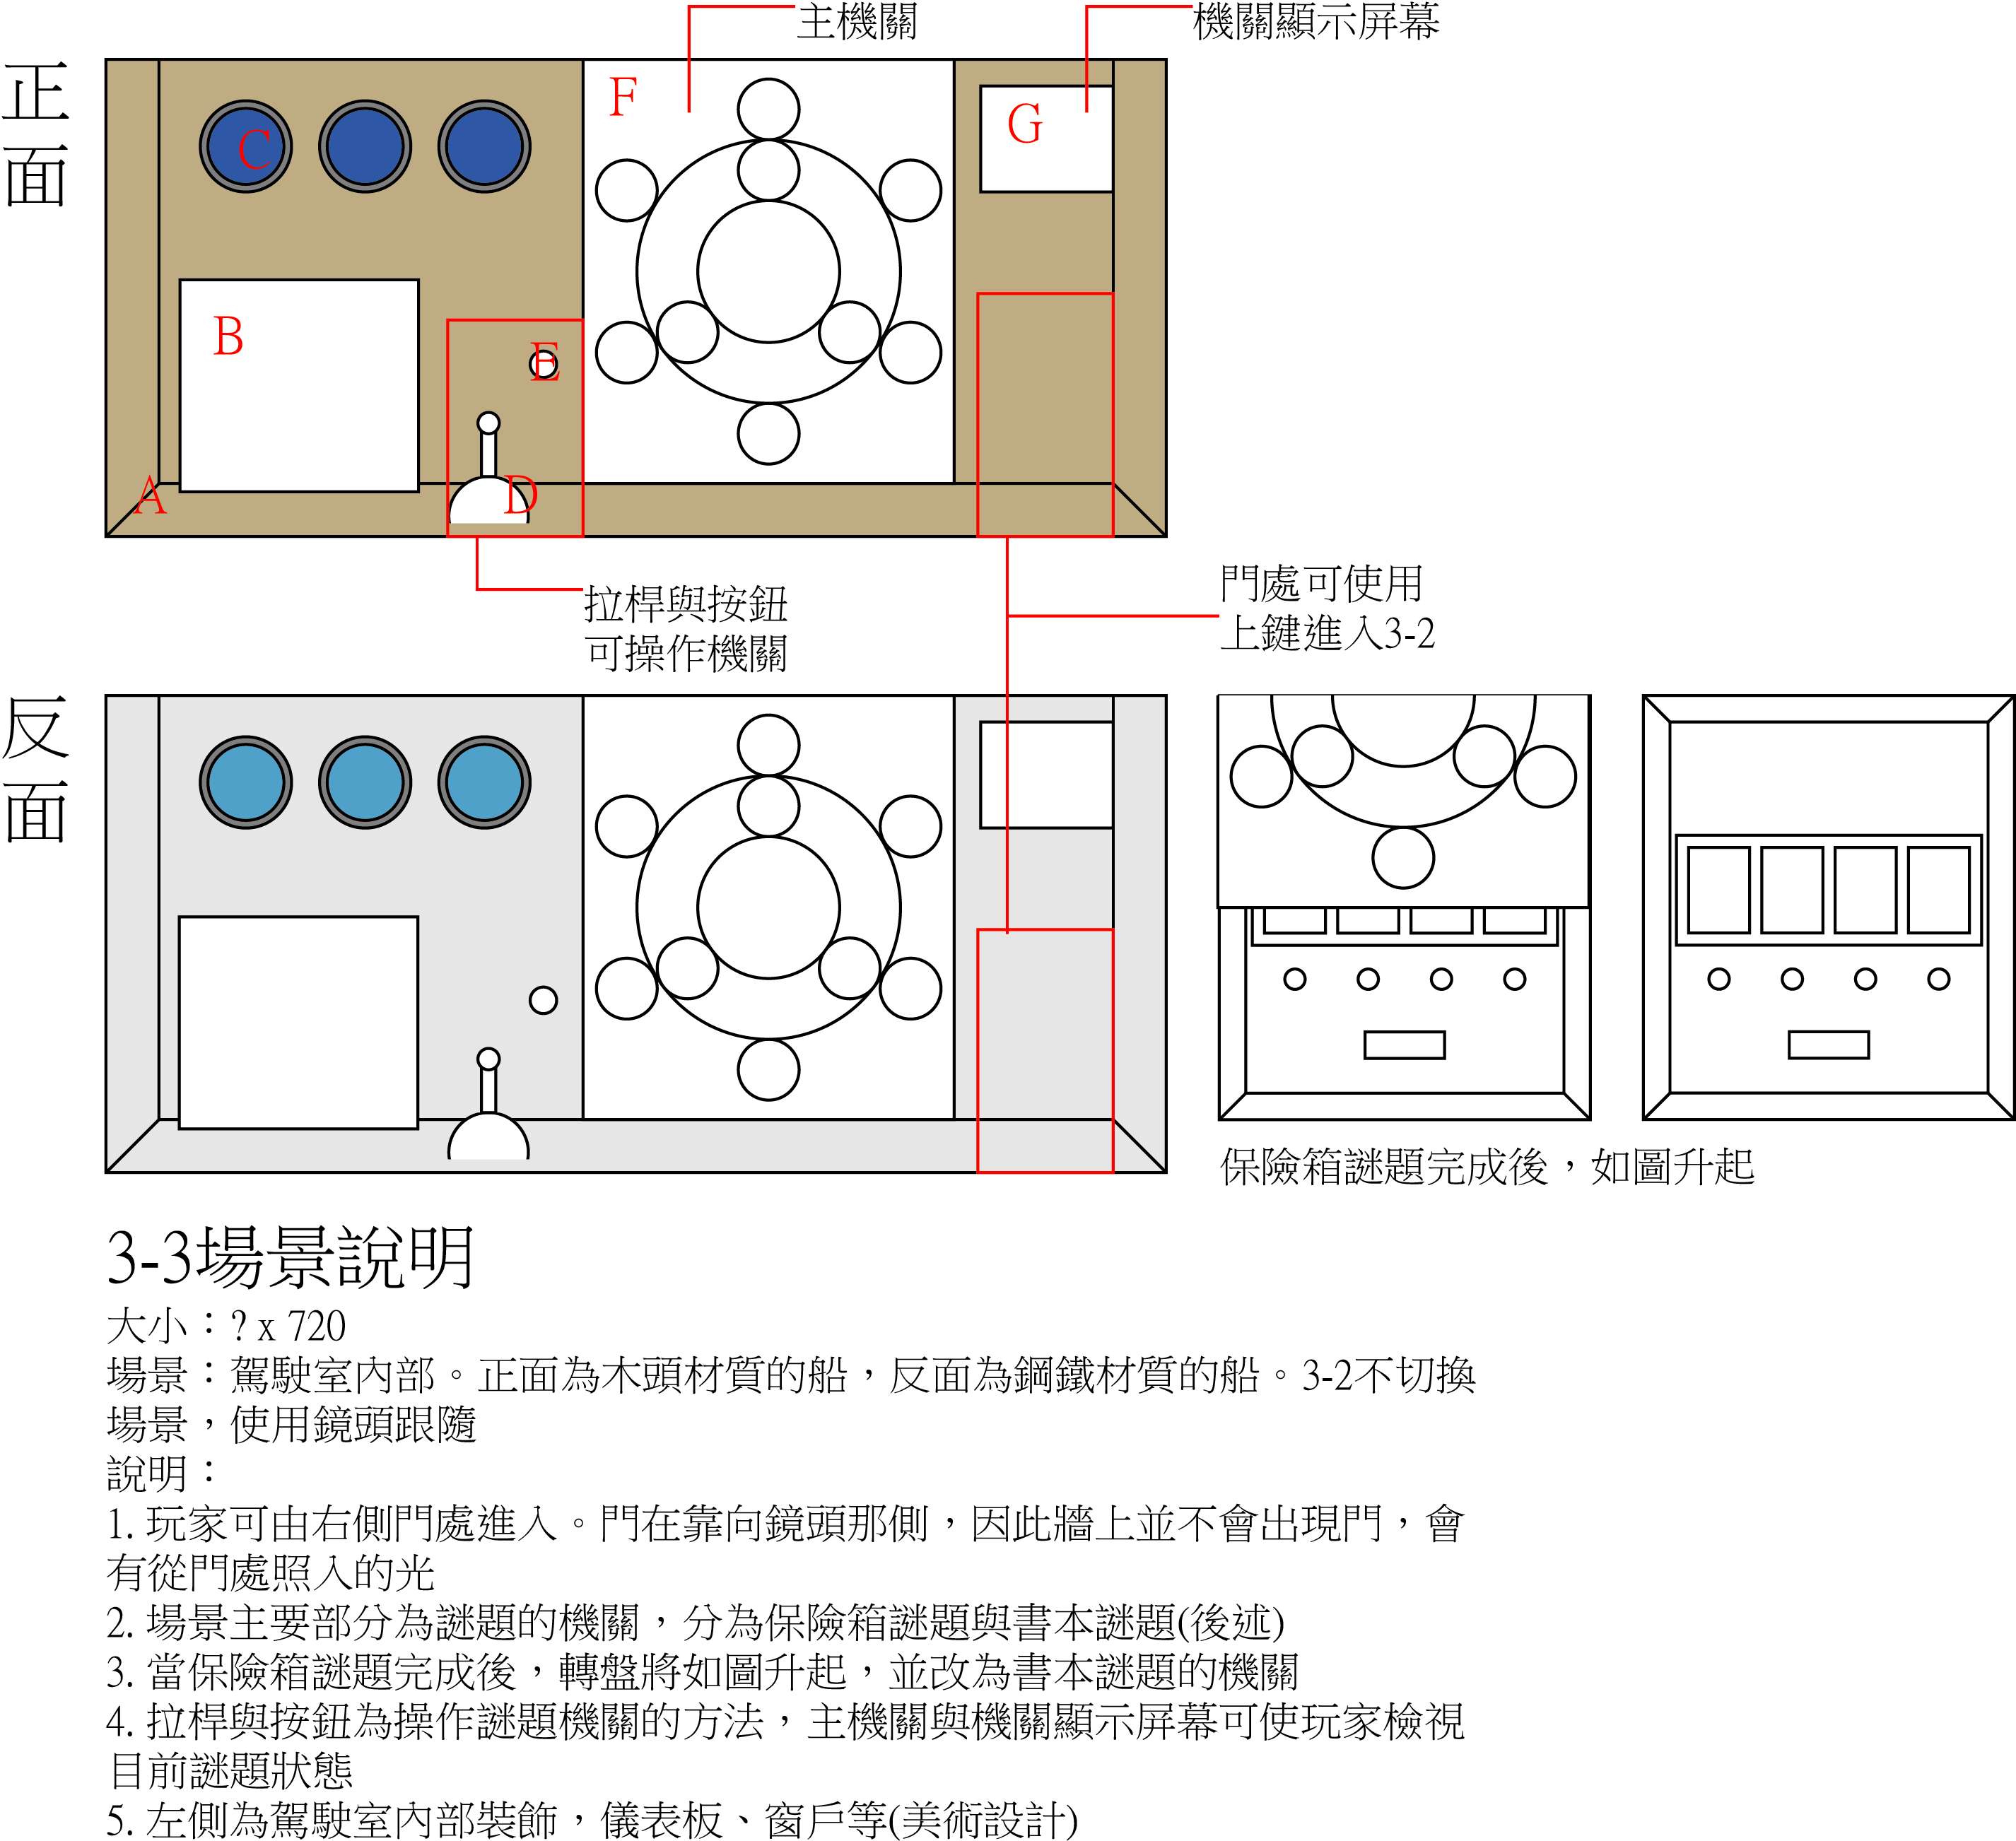 主機關
機關顯示屏幕
正面
F
C
G
B
E
A
D
拉桿與按鈕
可操作機關
門處可使用
上鍵進入3-2
反面
保險箱謎題完成後，如圖升起
3-3場景說明
大小：? x 720
場景：駕駛室內部。正面為木頭材質的船，反面為鋼鐵材質的船。3-2不切換
場景，使用鏡頭跟隨
說明：
1. 玩家可由右側門處進入。門在靠向鏡頭那側，因此牆上並不會出現門，會
有從門處照入的光
2. 場景主要部分為謎題的機關，分為保險箱謎題與書本謎題(後述)
3. 當保險箱謎題完成後，轉盤將如圖升起，並改為書本謎題的機關
4. 拉桿與按鈕為操作謎題機關的方法，主機關與機關顯示屏幕可使玩家檢視
目前謎題狀態
5. 左側為駕駛室內部裝飾，儀表板、窗戶等(美術設計)